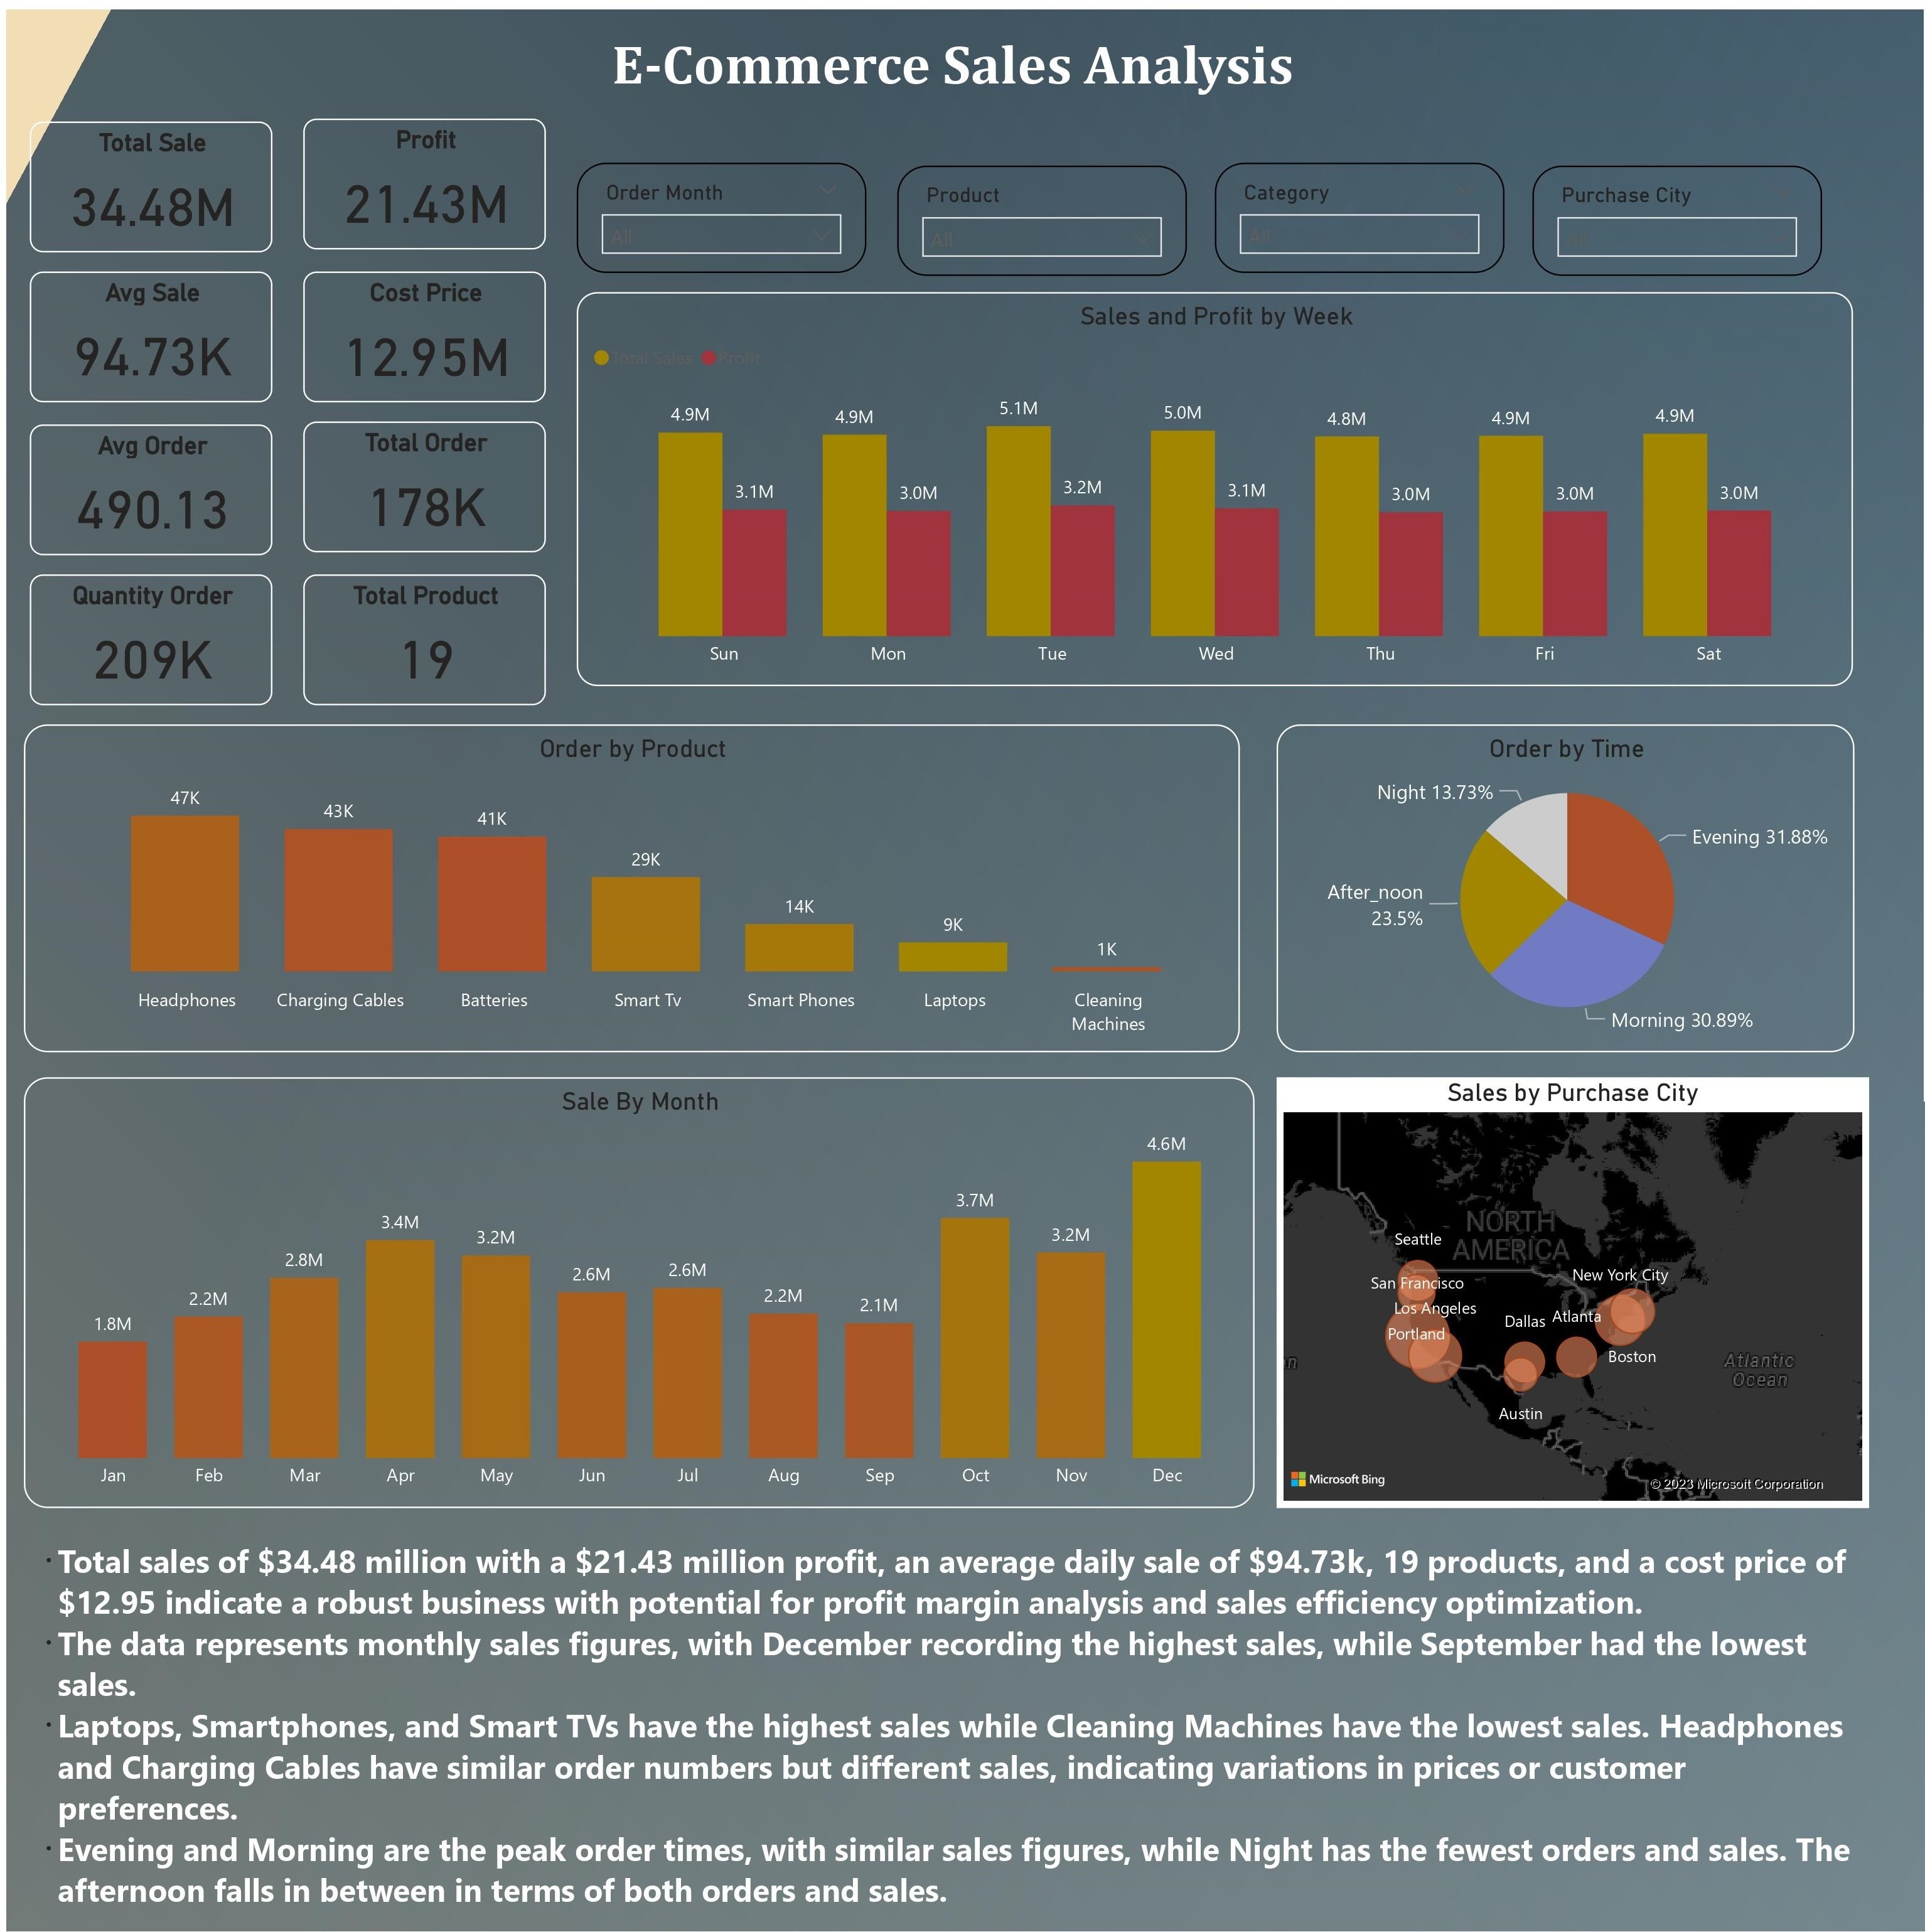 E-Commerce Sales Analysis
Total Sale
34.48M
Profit
21.43M
Avg Sale
94.73K
Cost Price
12.95M
Avg Order
490.13
Total Order
178K
Quantity Order
209K
Total Product
19
Order Month
All
Product
All
Category
All
Purchase City
All
Sales and Profit by Week
Total Sales Profit
4.9M 4.9M 5.1M 5.0M 4.8M 4.9M 4.9M
3.1M 3.0M 3.2M 3.1M 3.0M 3.0M 3.0M
Sun Mon Tue Wed Thu Fri Sat
Order by Product
47K 43K 41K 29K 14K 9K 1K
Headphones Charging Cables Batteries Smart Tv Smart Phones Laptops Cleaning
Machines
Order by Time
Night 13.73%
Evening 31.88%
After_noon
23.5%
Morning 30.89%
Sale By Month
1.8M 2.2M 2.8M 3.4M 3.2M 2.6M 2.6M 2.2M 2.1M 3.7M 3.2M 4.6M
Jan Feb Mar Apr May Jun Jul Aug Sep Oct Nov Dec
Sales by Purchase City
NORTH
AMERICA
Seattle
San Francisco
New York City
Los Angeles
Dallas
Atlanta
Portland
Boston
Atlantic
Ocean
Austin
Microsoft Bing
© 2023 Microsoft Corporation
· Total sales of $34.48 million with a $21.43 million profit, an average daily sale of $94.73k, 19 products, and a cost price of
$12.95 indicate a robust business with potential for profit margin analysis and sales efficiency optimization.
· The data represents monthly sales figures, with December recording the highest sales, while September had the lowest
sales.
· Laptops, Smartphones, and Smart TVs have the highest sales while Cleaning Machines have the lowest sales. Headphones
and Charging Cables have similar order numbers but different sales, indicating variations in prices or customer
preferences.
· Evening and Morning are the peak order times, with similar sales figures, while Night has the fewest orders and sales. The
afternoon falls in between in terms of both orders and sales.